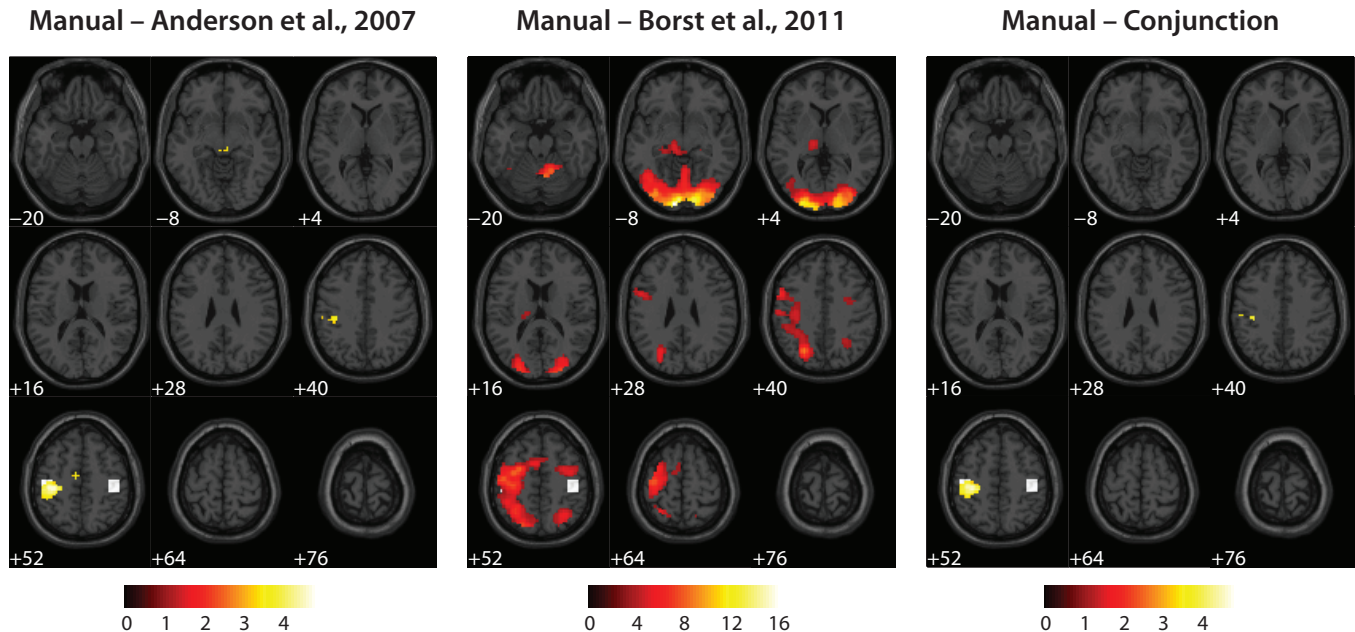 Manual – Anderson et al., 2007
Manual – Borst et al., 2011
Manual – Conjunction
−20 −8 +4
−20 −8 +4
−20 −8 +4
+16 +28 +40
+16 +28 +40
+16 +28 +40
+52 +64 +76
+52 +64 +76
+52 +64 +76
0 1 2 3 4
0 4 8 12 16
0 1 2 3 4